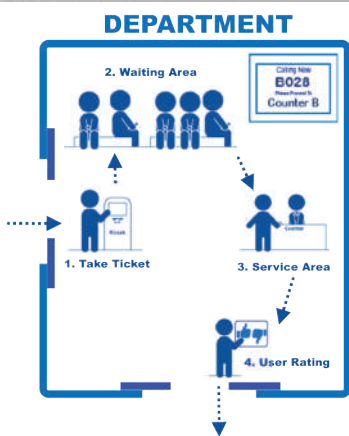 DEPARTMENT
2. Waiting Area
Calling Now
B028
Please Proceed To
Counter B
Kiosk
1. Take Ticket
Counter
3. Service Area
4. User Rating